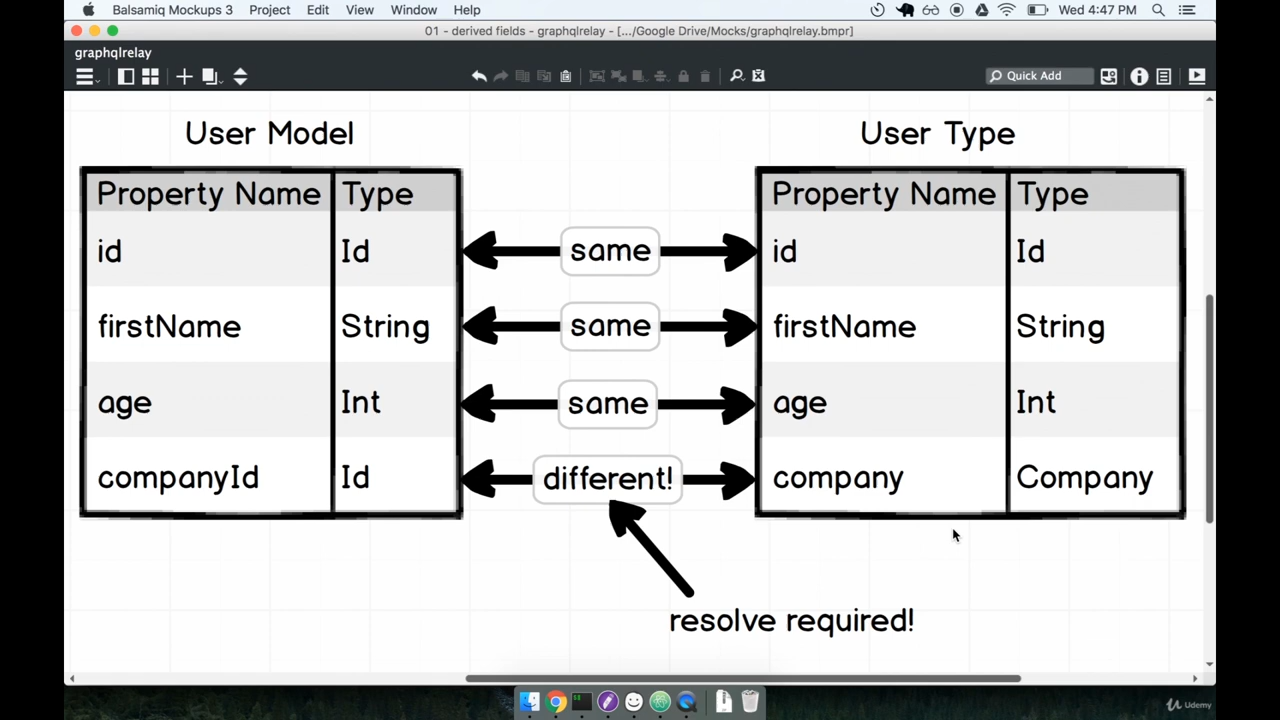 Balsamiq Mockups 3 Project Edit View Window Help Wed 4:47 PM
01 - derived fields - graphqlrelay - [.../Google Drive/Mocks/graphqlrelay.bmpr]
graphqlrelay
Quick Add
User Model
User Type
Property Name Type
Property Name Type
id Id same id Id
firstName String same firstName String
age Int same age Int
companyId Id different! company Company
resolve required!
Udemy